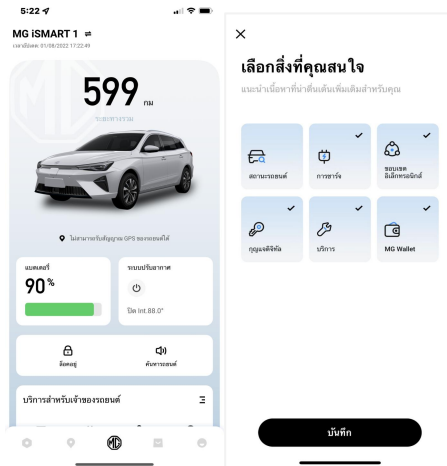 5:22
MG iSMART 1
เวลาอัปเดต: 01/06/2022 17:22:49
599 กม
ระยะทางรวม
ไม่สามารถรับสัญญาณ GPS ของรถยนต์ได้
แบตเตอรี่
90%
ระบบปรับอากาศ
ปิด Int.88.0°
ล็อคอยู่
ค้นหารถยนต์
บริการสำหรับเจ้าของรถยนต์
เลือกสิ่งที่คุณสนใจ
แนะนำเนื้อหาที่น่าตื่นเต้นเพิ่มเติมสำหรับคุณ
สถานะรถยนต์
การชาร์จ
ขอบเขต
อิเล็กทรอนิกส์
กุญแจดิจิทัล
บริการ
MG Wallet
บันทึก